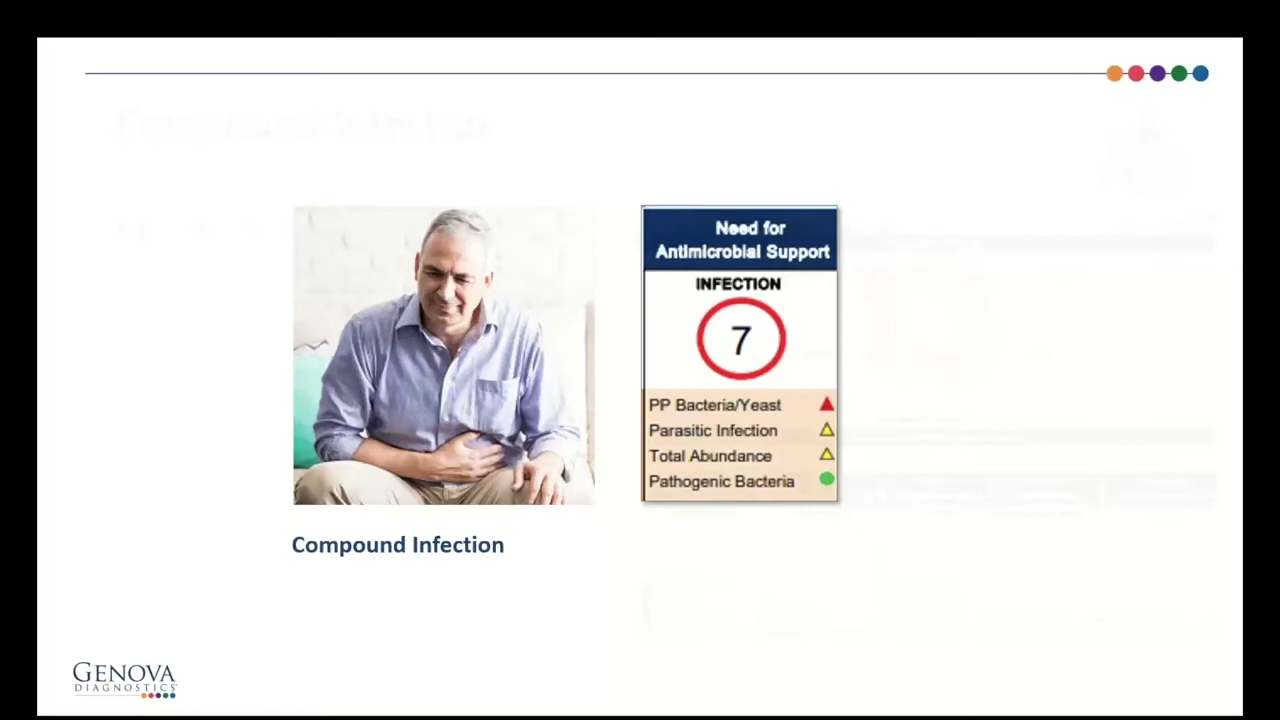 Need for
Antimicrobial Support
INFECTION
7
PP Bacteria/Yeast
Parasitic Infection
Total Abundance
Pathogenic Bacteria
Compound Infection
GENOVA
DIAGNOSTICS